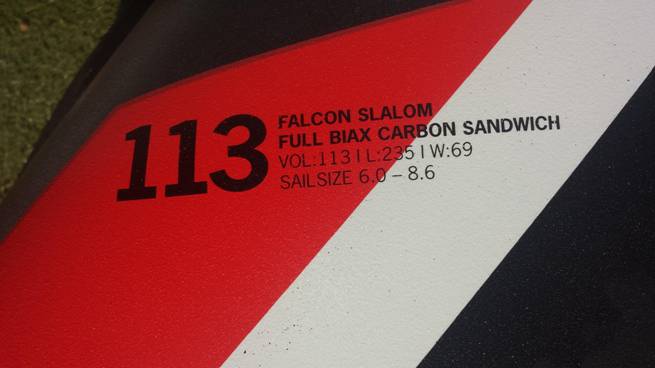 113
FALCON SLALOM
FULL BIAX CARBON SANDWICH
VOL:113 | L:235 | W:69
SAILSIZE 6.0 – 8.6